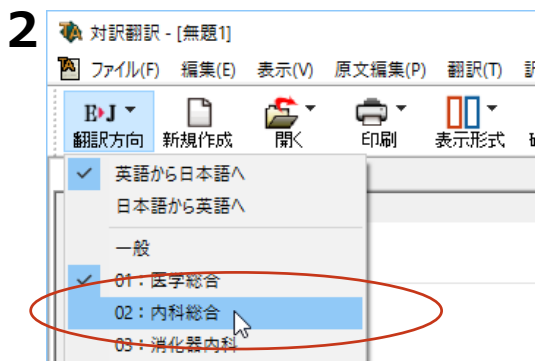 2
対訳翻訳 - [無題1]
ファイル(F) 編集(E) 表示(V) 原文編集(P) 翻訳(T)
E▸J
翻訳方向 新規作成 開く 印刷 表示形式
英語から日本語へ
日本語から英語へ
一般
01：医学総合
02：内科総合
03：消化器内科